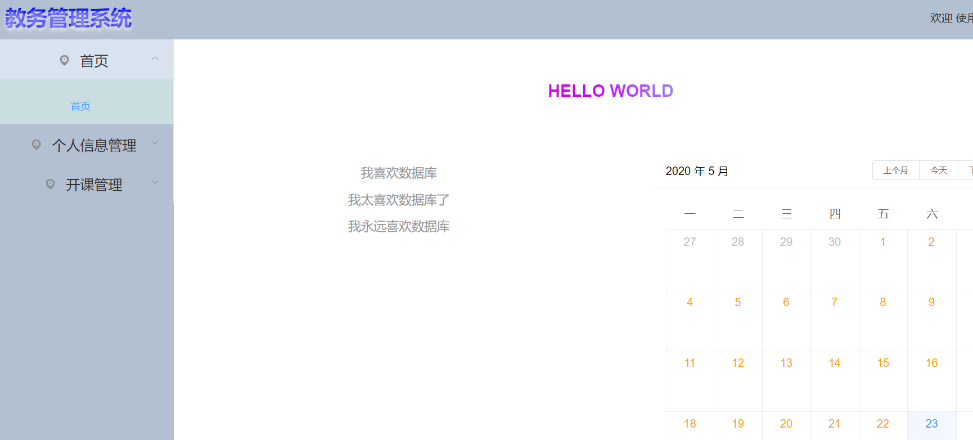 教务管理系统
欢迎 使用
首页
首页
个人信息管理
开课管理
HELLO WORLD
我喜欢数据库
我太喜欢数据库了
我永远喜欢数据库
2020 年 5 月 上个月 今天
一 二 三 四 五 六
27 28 29 30 1 2
4 5 6 7 8 9
11 12 13 14 15 16
18 19 20 21 22 23